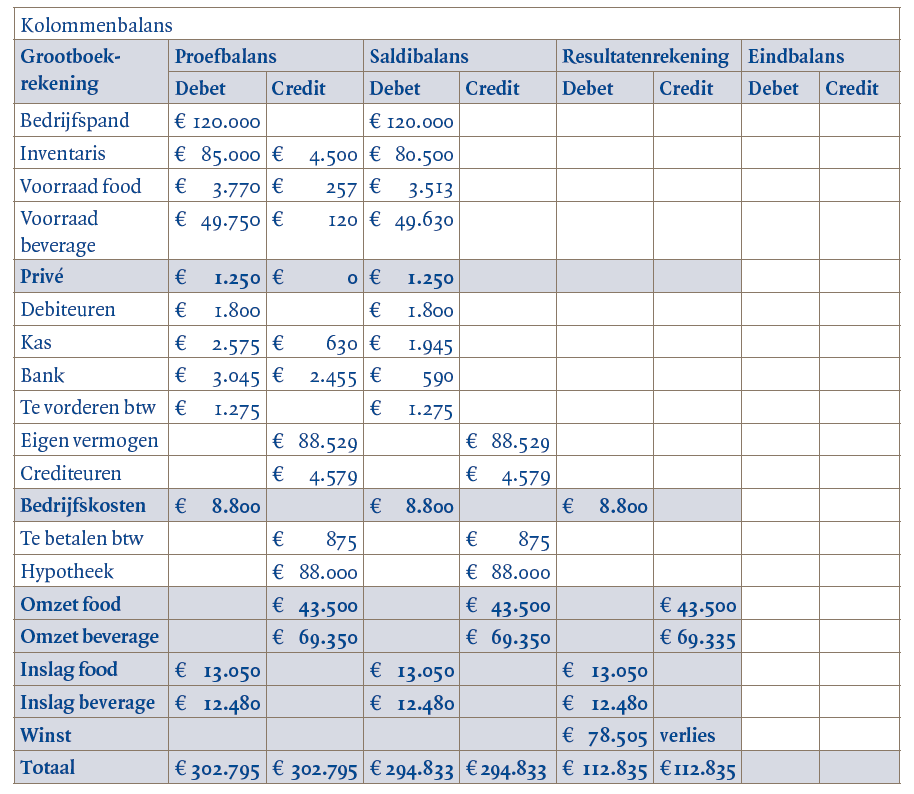 Kolommenbalans
Grootboek-rekening Proefbalans Saldibalans Resultatenrekening Eindbalans
Debet Credit Debet Credit Debet Credit Debet Credit
Bedrijfspand € 120.000 € 120.000
Inventaris € 85.000 € 4.500 € 80.500
Voorraad food € 3.770 € 257 € 3.513
Voorraad beverage € 49.750 € 120 € 49.630
Privé € 1.250 € 0 € 1.250
Debiteuren € 1.800 € 1.800
Kas € 2.575 € 630 € 1.945
Bank € 3.045 € 2.455 € 590
Te vorderen btw € 1.275 € 1.275
Eigen vermogen € 88.529 € 88.529
Crediteuren € 4.579 € 4.579
Bedrijfskosten € 8.800 € 8.800 € 8.800
Te betalen btw € 875 € 875
Hypotheek € 88.000 € 88.000
Omzet food € 43.500 € 43.500 € 43.500
Omzet beverage € 69.350 € 69.350 € 69.335
Inslag food € 13.050 € 13.050 € 13.050
Inslag beverage € 12.480 € 12.480 € 12.480
Winst € 78.505 verlies
Totaal € 302.795 € 302.795 € 294.833 € 294.833 € 112.835 € 112.835